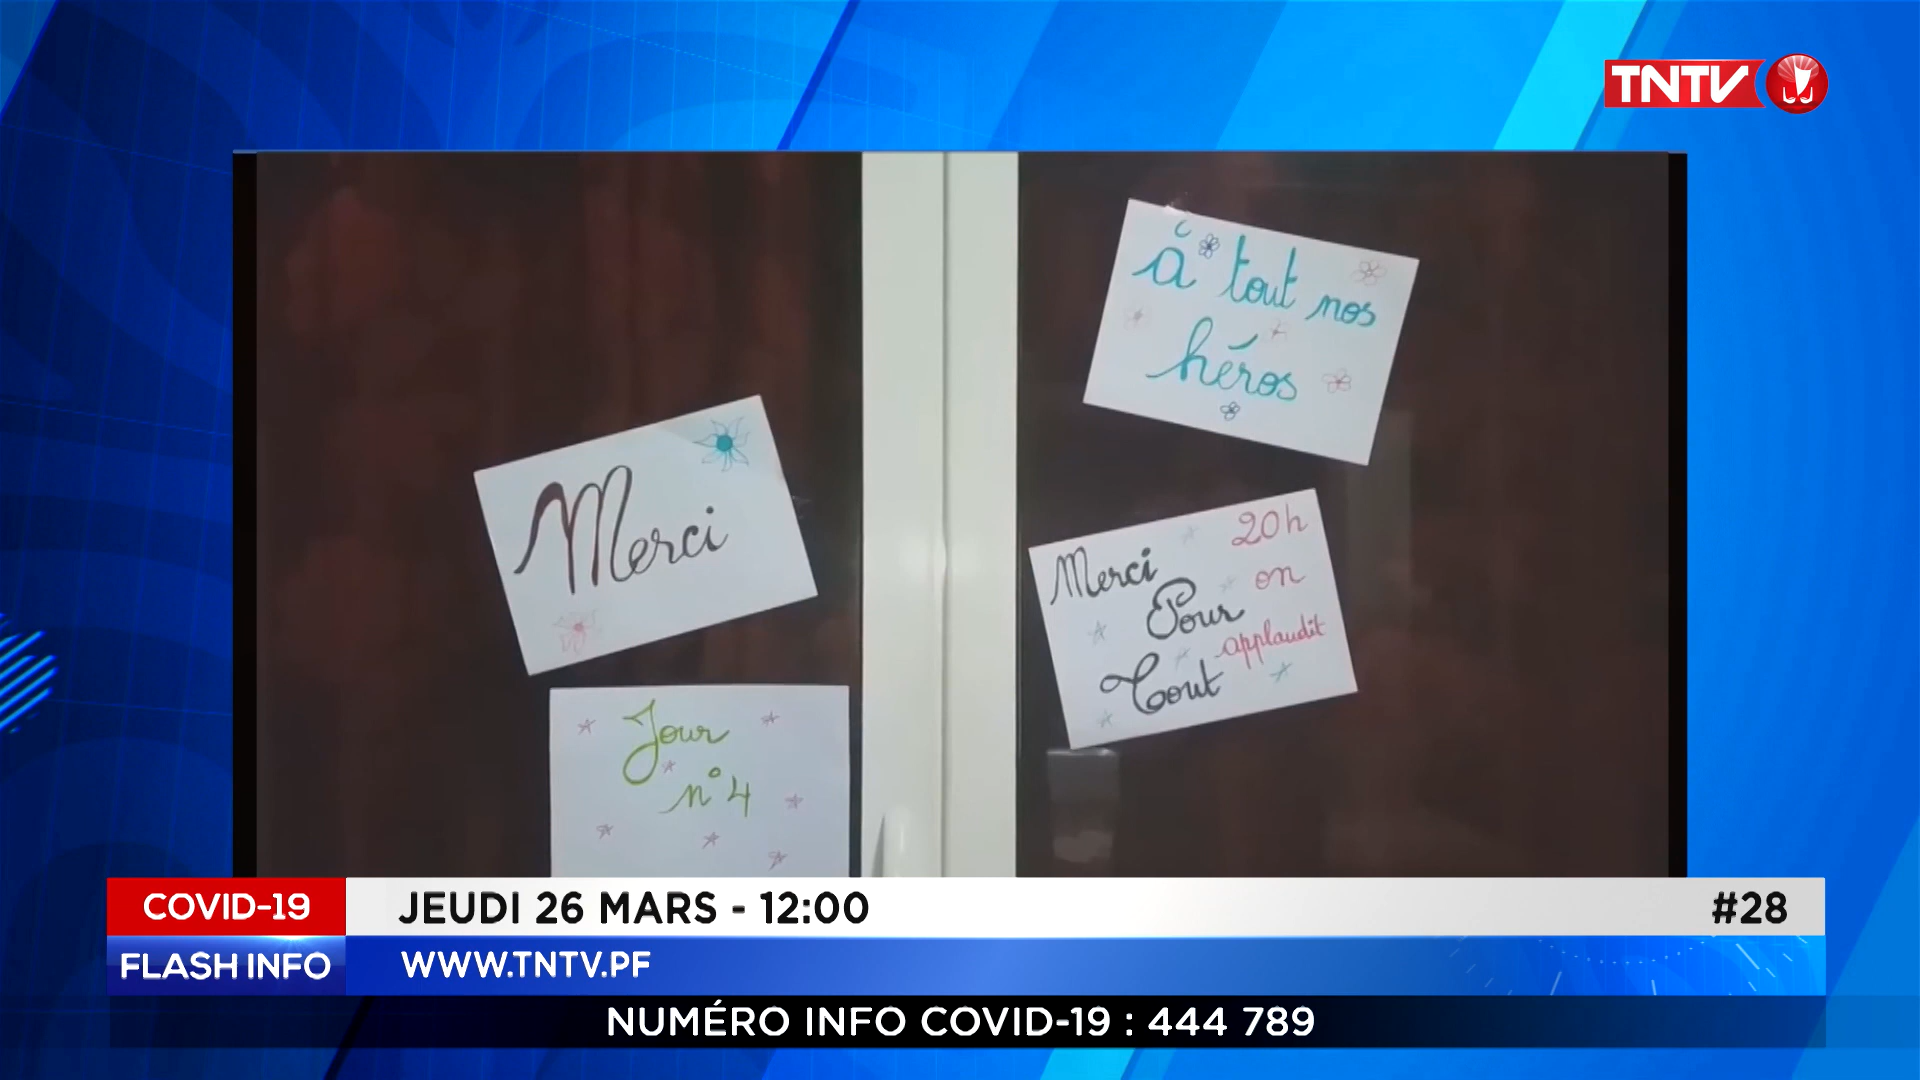 TNTV
à tout nos
héros
Merci
Merci
Pour
Tout
20h
on
applaudit
Jour
n°4
COVID-19
JEUDI 26 MARS - 12:00
#28
FLASH INFO
WWW.TNTV.PF
NUMÉRO INFO COVID-19 : 444 789